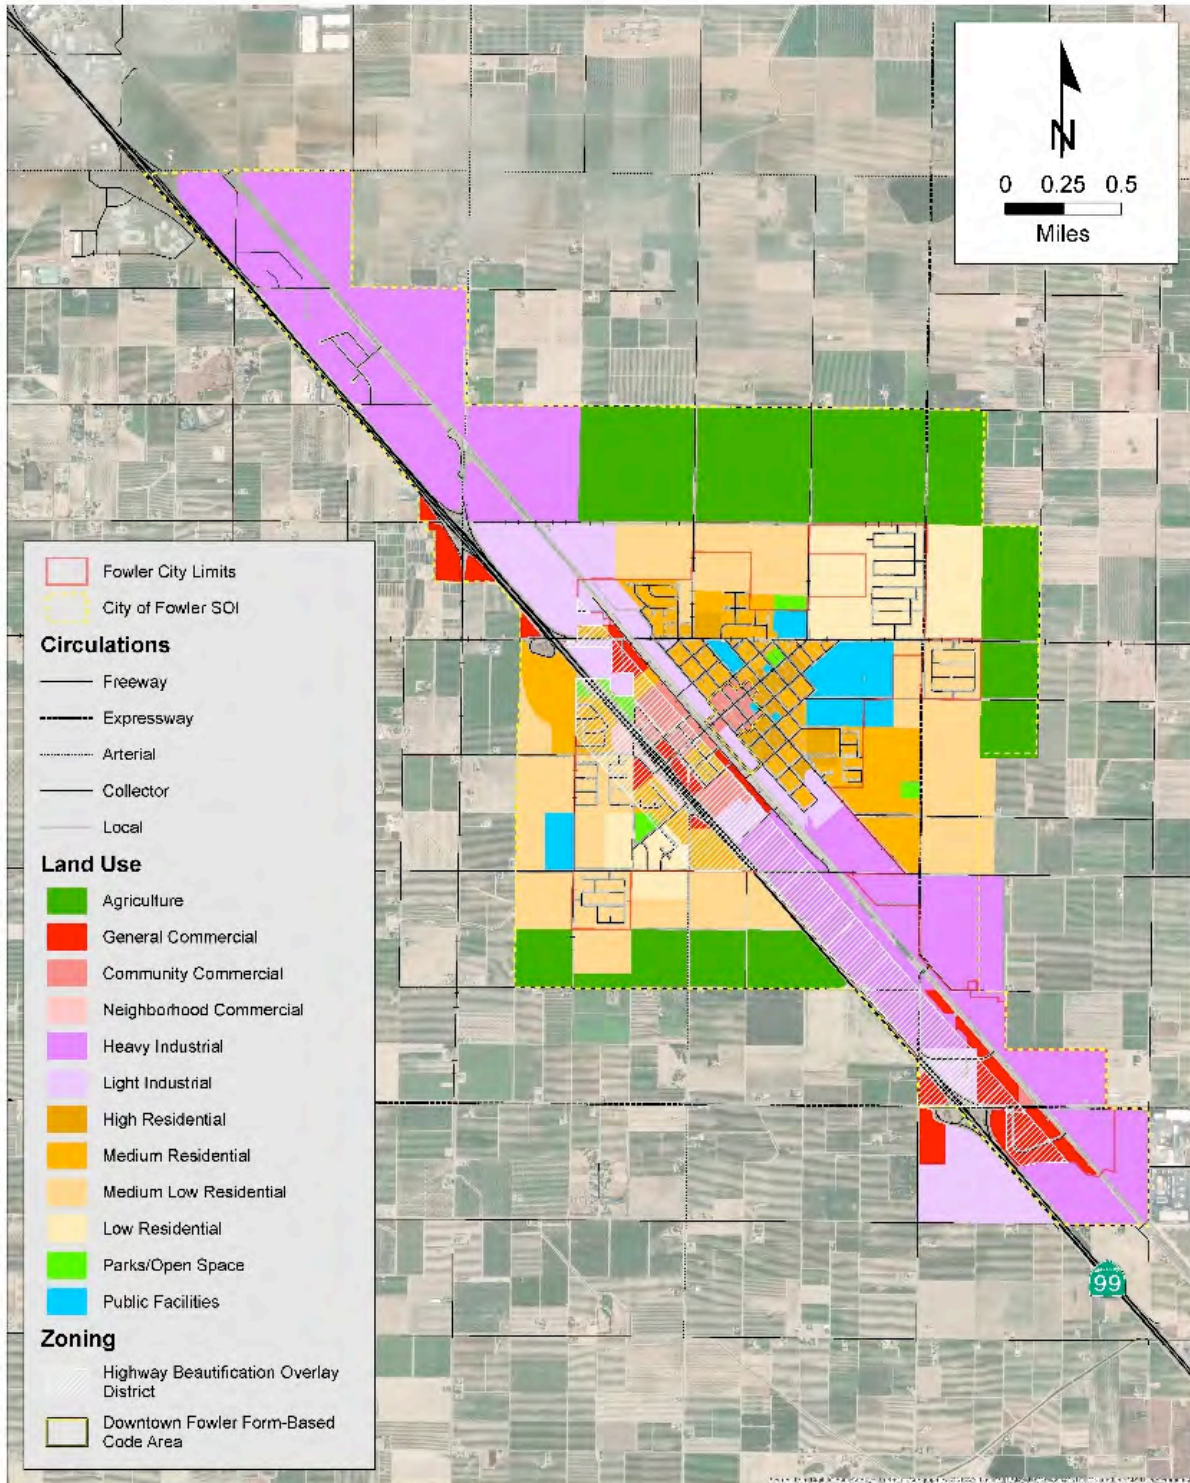 N
0 0.25 0.5
Miles
Fowler City Limits
City of Fowler SOI
Circulations
Freeway
Expressway
Arterial
Collector
Local
Land Use
Agriculture
General Commercial
Community Commercial
Neighborhood Commercial
Heavy Industrial
Light Industrial
High Residential
Medium Residential
Medium Low Residential
Low Residential
Parks/Open Space
Public Facilities
Zoning
Highway Beautification Overlay
District
Downtown Fowler Form-Based
Code Area
99